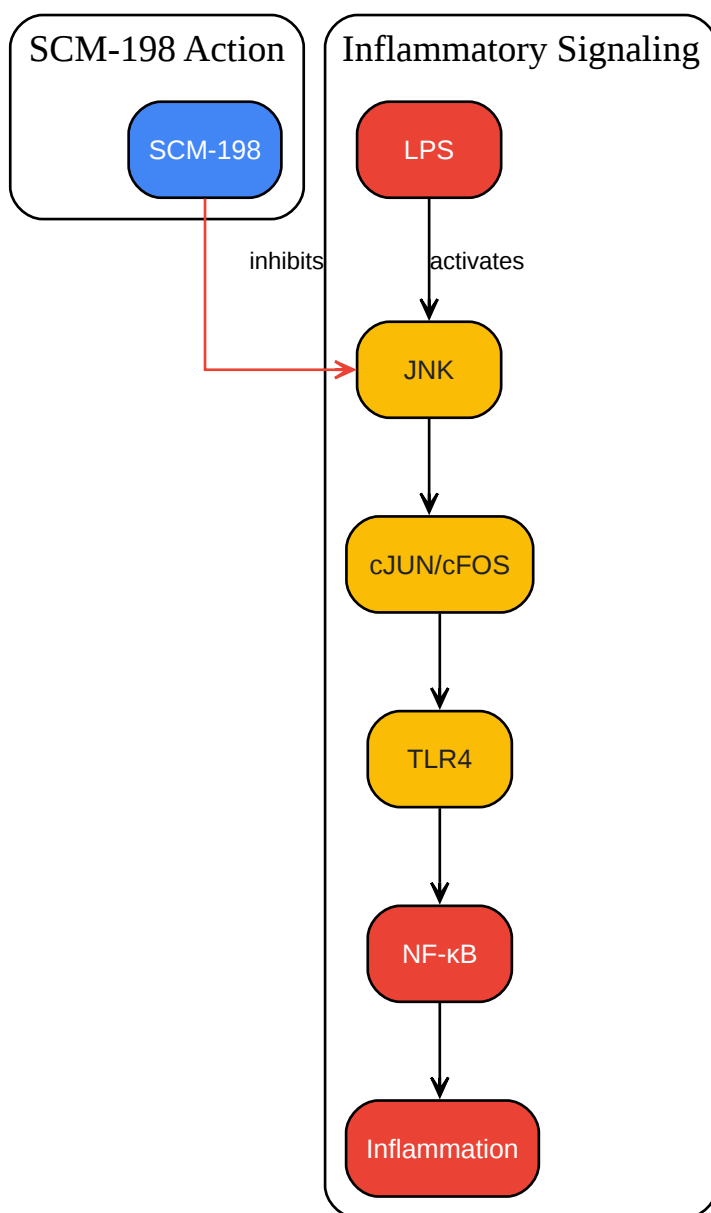 SCM-198 Action
Inflammatory Signaling
SCM-198
LPS
inhibits
activates
JNK
cJUN/cFOS
TLR4
NF-κB
Inflammation